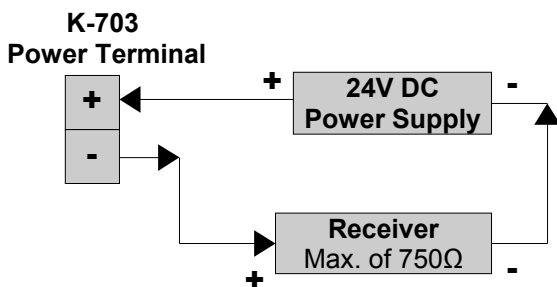 K-703
Power Terminal
+
-
+
24V DC
Power Supply
-
+
Receiver
Max. of 750Ω
-